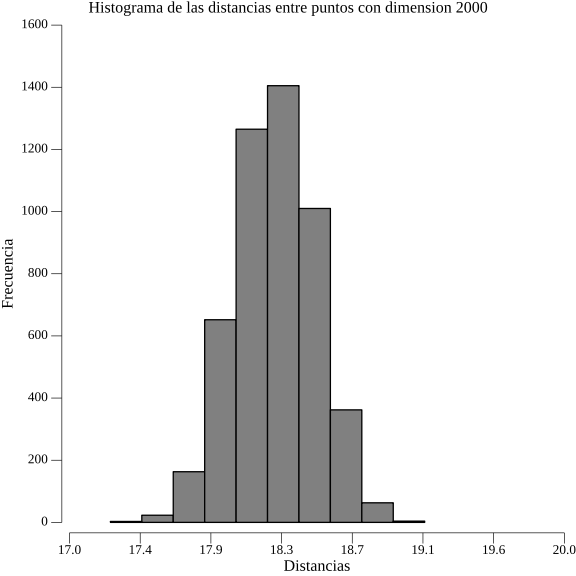 Histograma de las distancias entre puntos con dimension 2000
1600
1400
1200
1000
800
600
400
200
0
Frecuencia
17.0 17.4 17.9 18.3 18.7 19.1 19.6 20.0
Distancias